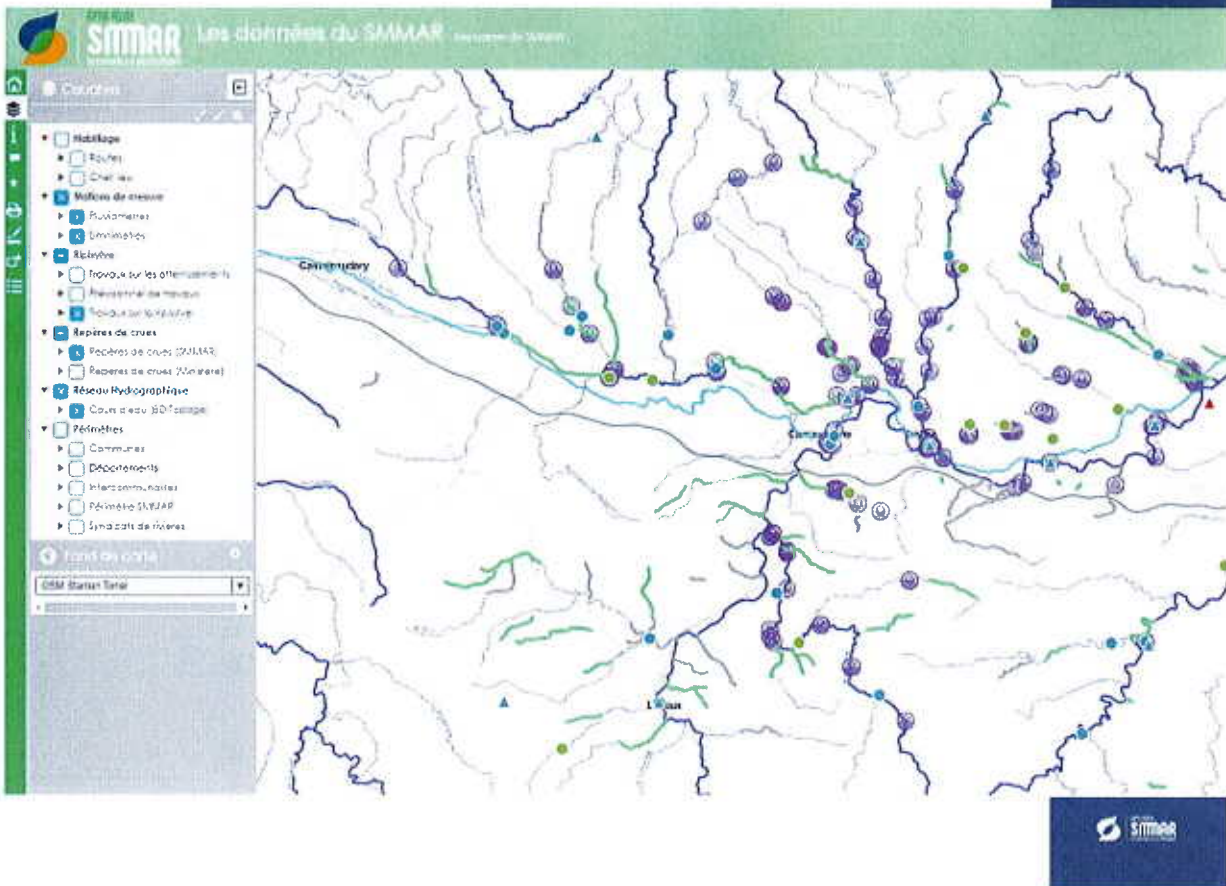 SMMAR
Les données du SMMAR
Couches
Habillage
Routes
Chef lieu
Stations de mesure
Pluviomètres
Limnimètres
Ripisylve
Travaux sur les atterrissements
Prévisionnel de travaux
Travaux sur la ripisylve
Repères de crues
Repères de crues (SMMAR)
Repères de crues (Ministère)
Réseau Hydrographique
Cours d'eau (BD Topage)
Périmètres
Communes
Départements
Intercommunalités
Périmètre SMMAR
Syndicats de rivières
Fond de carte
OSM Stamen Toner
Castelnaudary
SMMAR